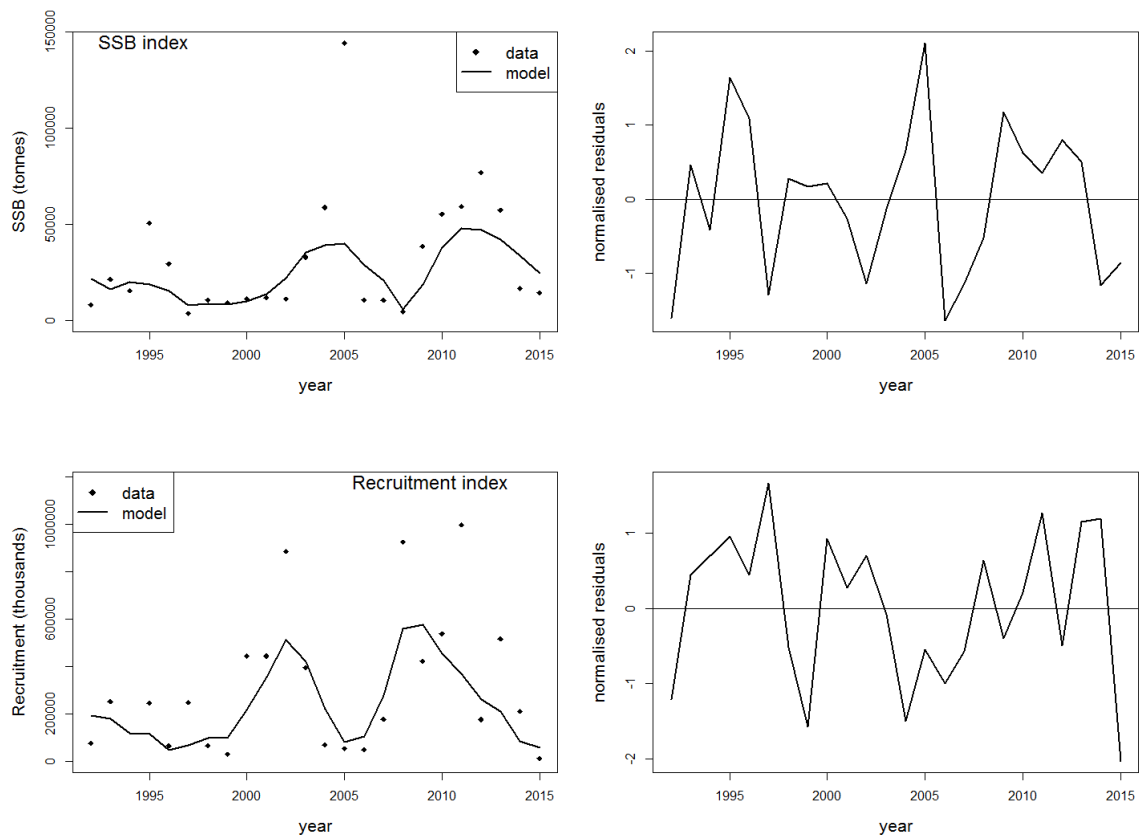 SSB index
data
model
SSB (tonnes)
0
50000
100000
150000
1995
2000
2005
2010
2015
year
normalised residuals
-1
0
1
2
1995
2000
2005
2010
2015
year
Recruitment index
data
model
Recruitment (thousands)
0
200000
600000
1000000
1995
2000
2005
2010
2015
year
normalised residuals
-2
-1
0
1
1995
2000
2005
2010
2015
year